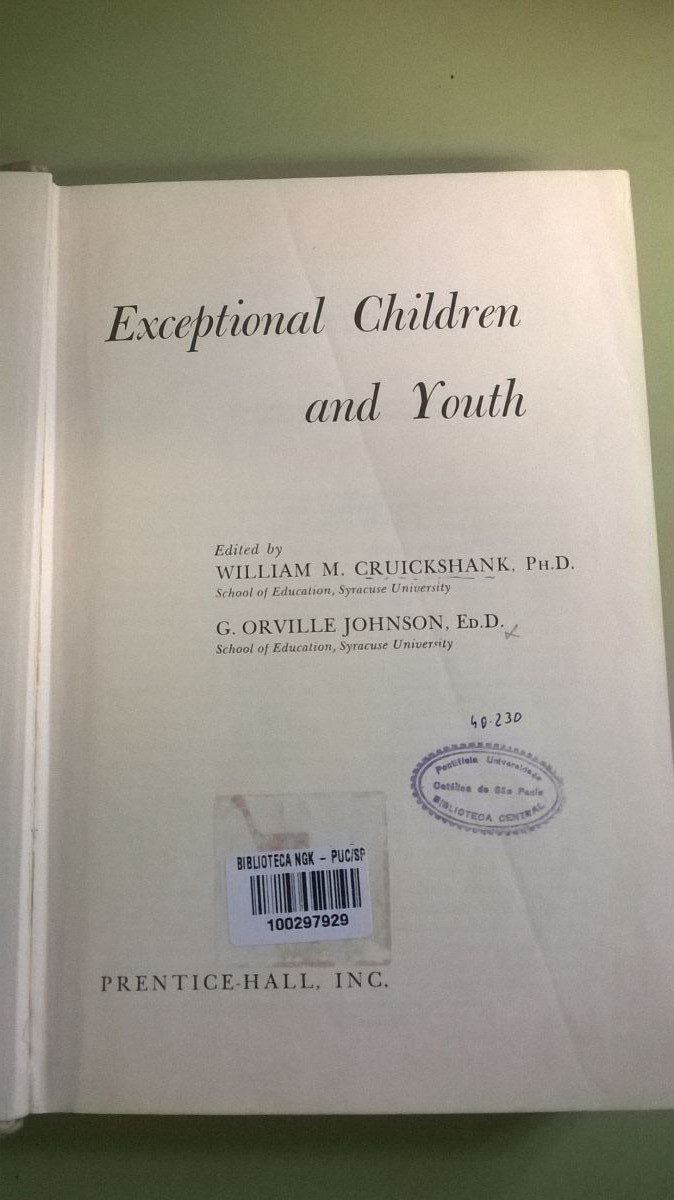 Exceptional Children
and Youth
Edited by
WILLIAM M. CRUICKSHANK, PH.D.
School of Education, Syracuse University
G. ORVILLE JOHNSON, ED.D.
School of Education, Syracuse University
40.230
Pontifícia Universidade
Católica de São Paulo
BIBLIOTECA CENTRAL
BIBLIOTECA NGK - PUC/SP
100297929
PRENTICE-HALL, INC.